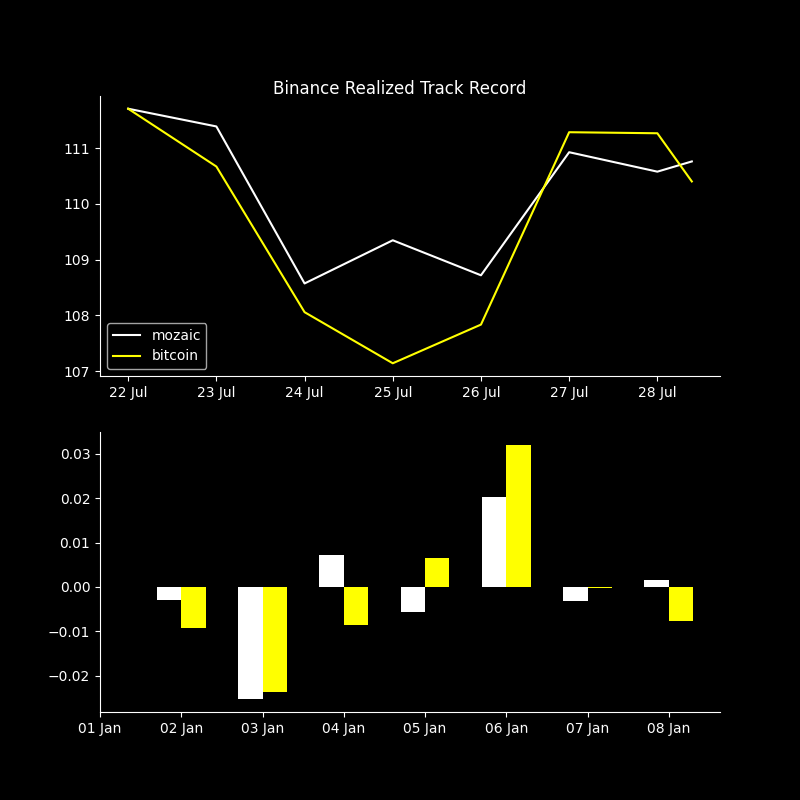 Binance Realized Track Record
111
110
109
108
107
mozaic
bitcoin
22 Jul 23 Jul 24 Jul 25 Jul 26 Jul 27 Jul 28 Jul
0.03
0.02
0.01
0.00
−0.01
−0.02
01 Jan 02 Jan 03 Jan 04 Jan 05 Jan 06 Jan 07 Jan 08 Jan